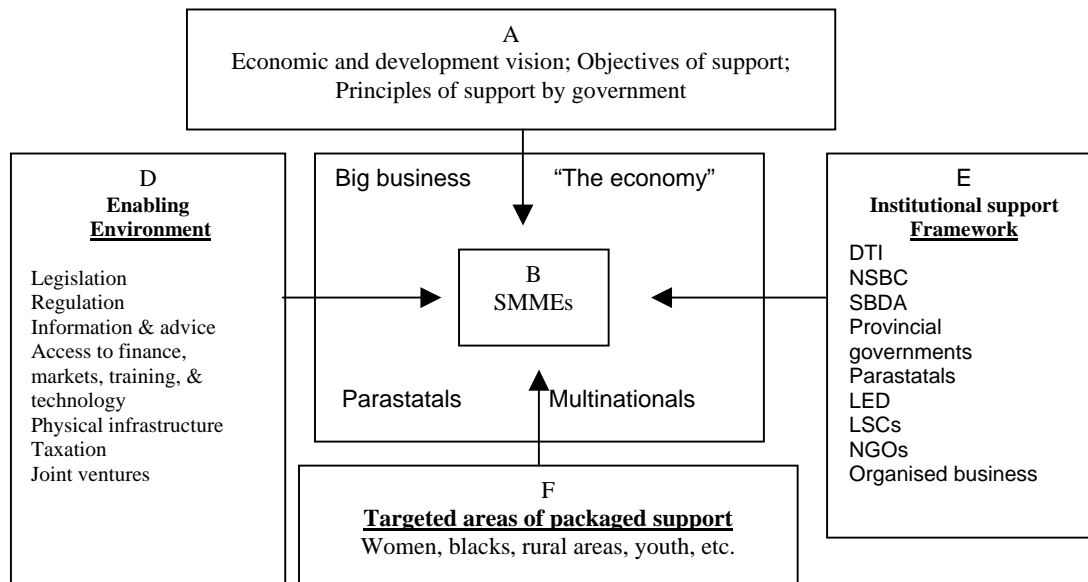 A
Economic and development vision; Objectives of support;
Principles of support by government
D
Enabling
Environment
Legislation
Regulation
Information & advice
Access to finance,
markets, training, &
technology
Physical infrastructure
Taxation
Joint ventures
Big business “The economy”
B
SMMEs
Parastatals Multinationals
E
Institutional support
Framework
DTI
NSBC
SBDA
Provincial
governments
Parastatals
LED
LSCs
NGOs
Organised business
F
Targeted areas of packaged support
Women, blacks, rural areas, youth, etc.